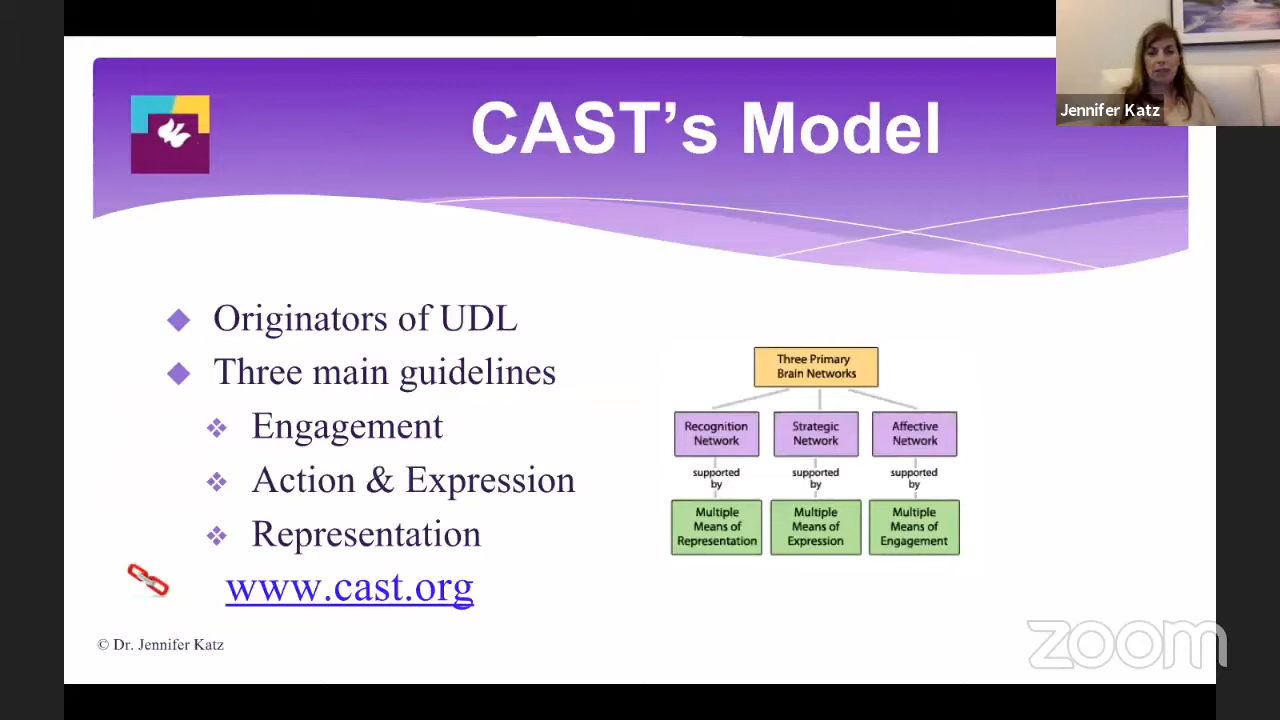 CAST's Model
Jennifer Katz
Originators of UDL
Three main guidelines
Engagement
Action & Expression
Representation
www.cast.org
Three Primary
Brain Networks
Recognition
Network
Strategic
Network
Affective
Network
supported
by
supported
by
supported
by
Multiple
Means of
Representation
Multiple
Means of
Expression
Multiple
Means of
Engagement
© Dr. Jennifer Katz
zoom